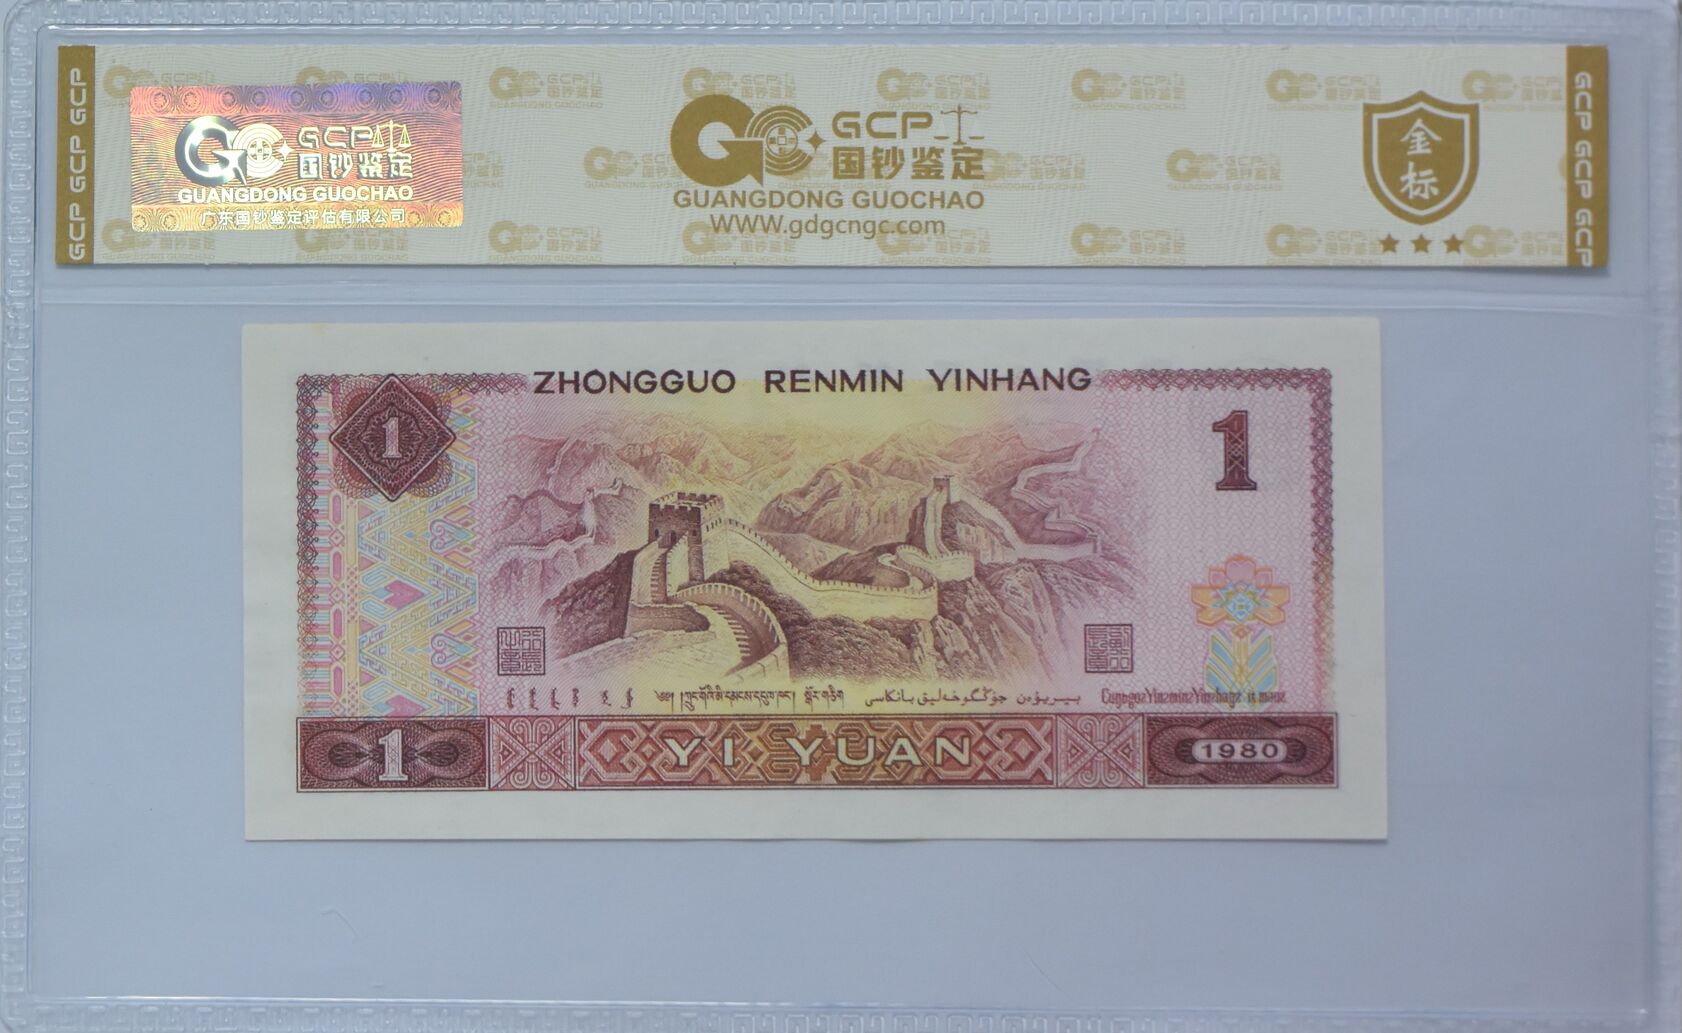 GCP GCP GCP
GCP
国钞鉴定
GUANGDONG GUOCHAO
广东国钞鉴定评估有限公司
GCP
国钞鉴定
GUANGDONG GUOCHAO
WWW.gdgcngc.com
金标
GCP GCP GCP
ZHONGGUO RENMIN YINHANG
1
1
1 YI YUAN 1980